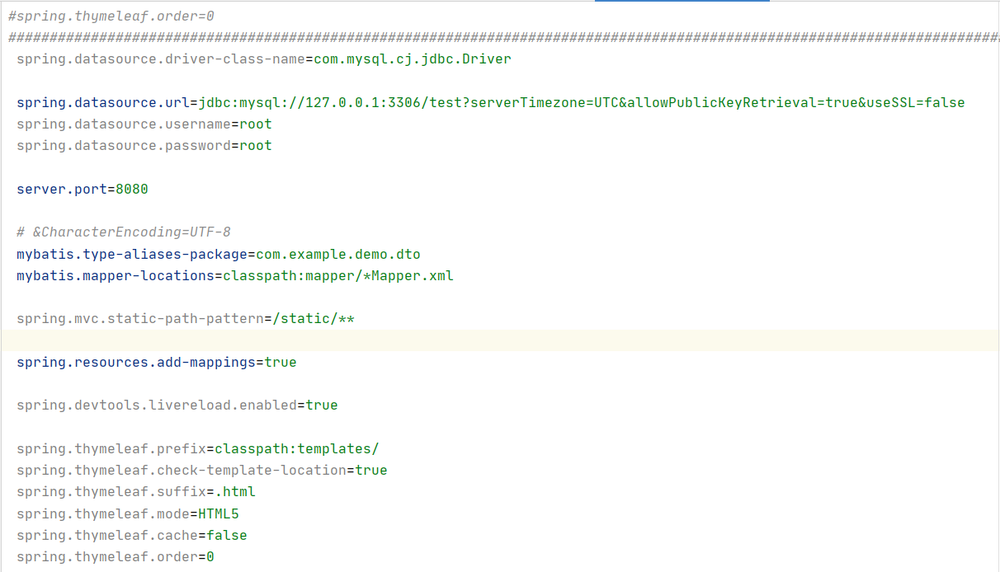 #spring.thymeleaf.order=0
########################################################################################################################
spring.datasource.driver-class-name=com.mysql.cj.jdbc.Driver
spring.datasource.url=jdbc:mysql://127.0.0.1:3306/test?serverTimezone=UTC&allowPublicKeyRetrieval=true&useSSL=false
spring.datasource.username=root
spring.datasource.password=root
server.port=8080
# &CharacterEncoding=UTF-8
mybatis.type-aliases-package=com.example.demo.dto
mybatis.mapper-locations=classpath:mapper/*Mapper.xml
spring.mvc.static-path-pattern=/static/**
spring.resources.add-mappings=true
spring.devtools.livereload.enabled=true
spring.thymeleaf.prefix=classpath:templates/
spring.thymeleaf.check-template-location=true
spring.thymeleaf.suffix=.html
spring.thymeleaf.mode=HTML5
spring.thymeleaf.cache=false
spring.thymeleaf.order=0